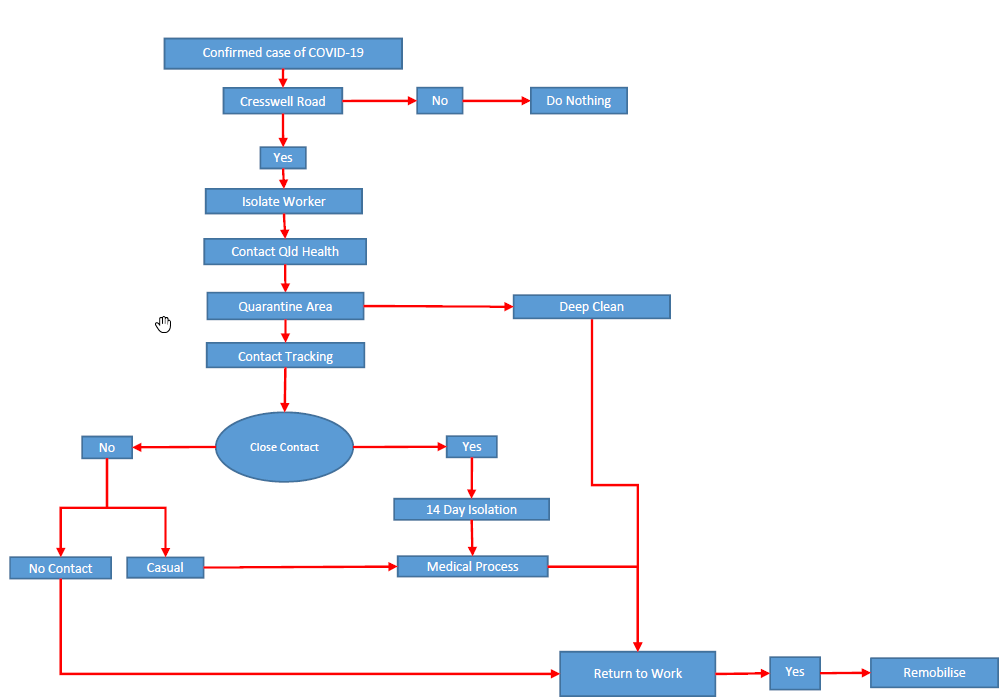 Confirmed case of COVID-19
Cresswell Road
No
Do Nothing
Yes
Isolate Worker
Contact Qld Health
Quarantine Area
Deep Clean
Contact Tracking
Close Contact
No
Yes
14 Day Isolation
No Contact
Casual
Medical Process
Return to Work
Yes
Remobilise